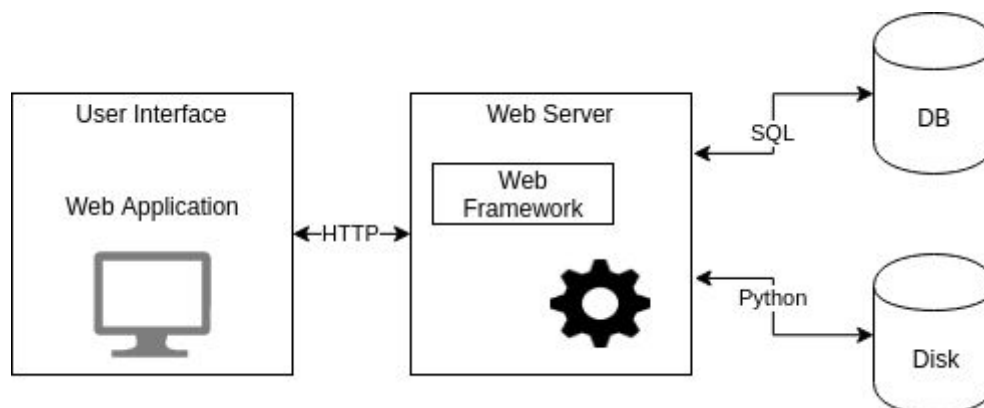 User Interface
Web Application
HTTP
Web Server
Web
Framework
SQL
Python
DB
Disk